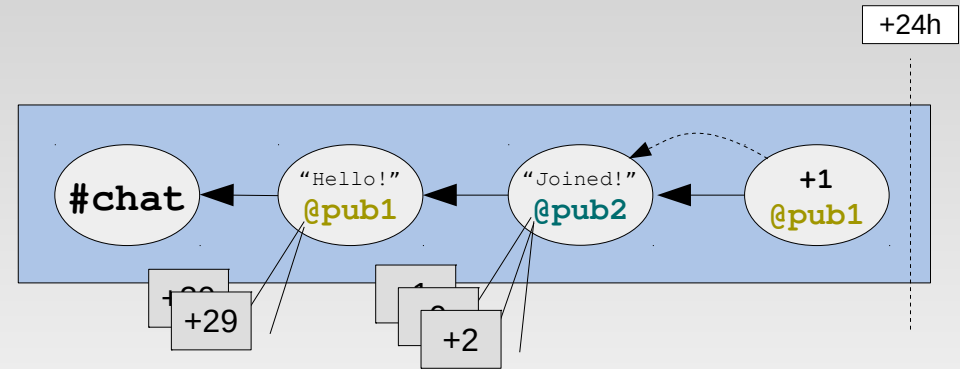 +24h
#chat
“Hello!”
@pub1
“Joined!”
@pub2
+1
@pub1
+29
+2